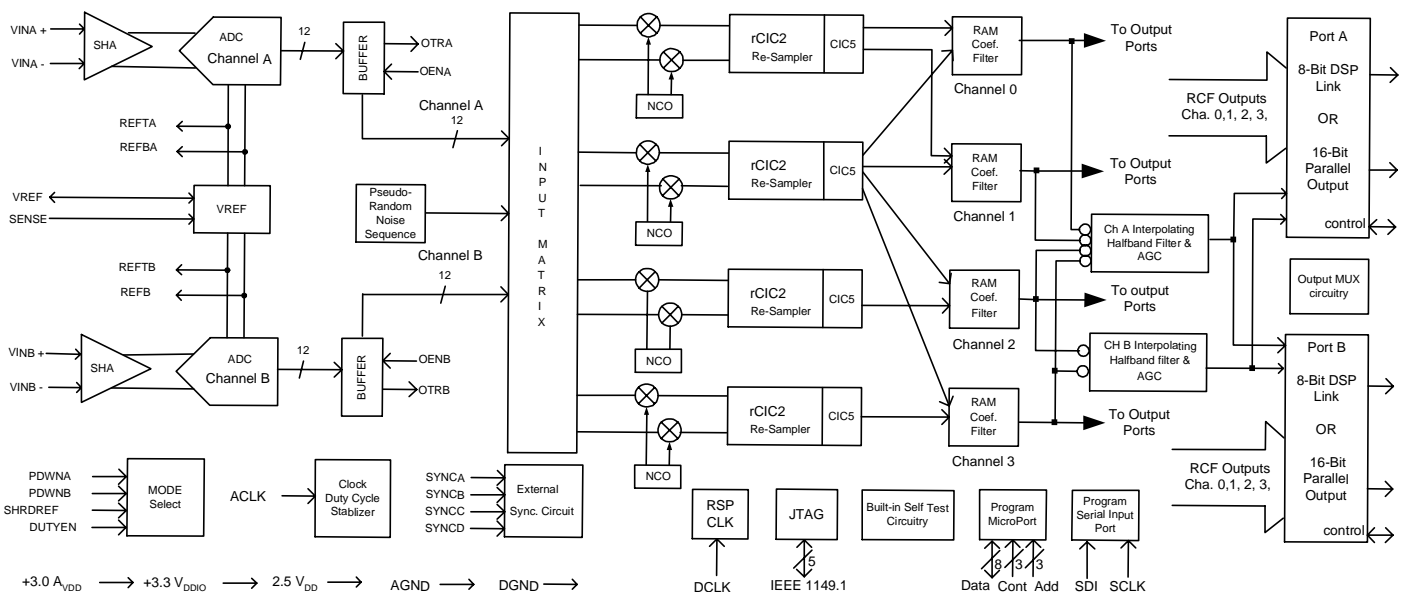 VINA +
VINA -
SHA
ADC
Channel A
12
BUFFER
OTRA
OENA
Channel A
12
REFTA
REFBA
VREF
SENSE
VREF
Pseudo-
Random
Noise
Sequence
Channel B
12
REFTB
REFB
VINB +
VINB -
SHA
ADC
Channel B
12
BUFFER
OENB
OTRB
INPUT MATRIX
NCO
rCIC2
Re-Sampler
CIC5
RAM
Coef.
Filter
Channel 0
To Output
Ports
NCO
rCIC2
Re-Sampler
CIC5
RAM
Coef.
Filter
Channel 1
To Output
Ports
NCO
rCIC2
Re-Sampler
CIC5
RAM
Coef.
Filter
Channel 2
To output
Ports
NCO
rCIC2
Re-Sampler
CIC5
RAM
Coef.
Filter
Channel 3
To Output
Ports
Ch A Interpolating
Halfband Filter &
AGC
CH B Interpolating
Halfband filter &
AGC
RCF Outputs
Cha. 0,1, 2, 3,
Port A
8-Bit DSP
Link
OR
16-Bit
Parallel
Output
control
Output MUX
circuitry
RCF Outputs
Cha. 0,1, 2, 3,
Port B
8-Bit DSP
Link
OR
16-Bit
Parallel
Output
control
PDWNA
PDWNB
SHRDREF
DUTYEN
MODE
Select
ACLK
Clock
Duty Cycle
Stablizer
SYNCA
SYNCB
SYNCC
SYNCD
External
Sync. Circuit
RSP
CLK
DCLK
JTAG
5
IEEE 1149.1
Built-in Self Test
Circuitry
Program
MicroPort
8
3
3
Data
Cont
Add
Program
Serial Input
Port
SDI
SCLK
+3.0 AVDD
+3.3 VDDIO
2.5 VDD
AGND
DGND